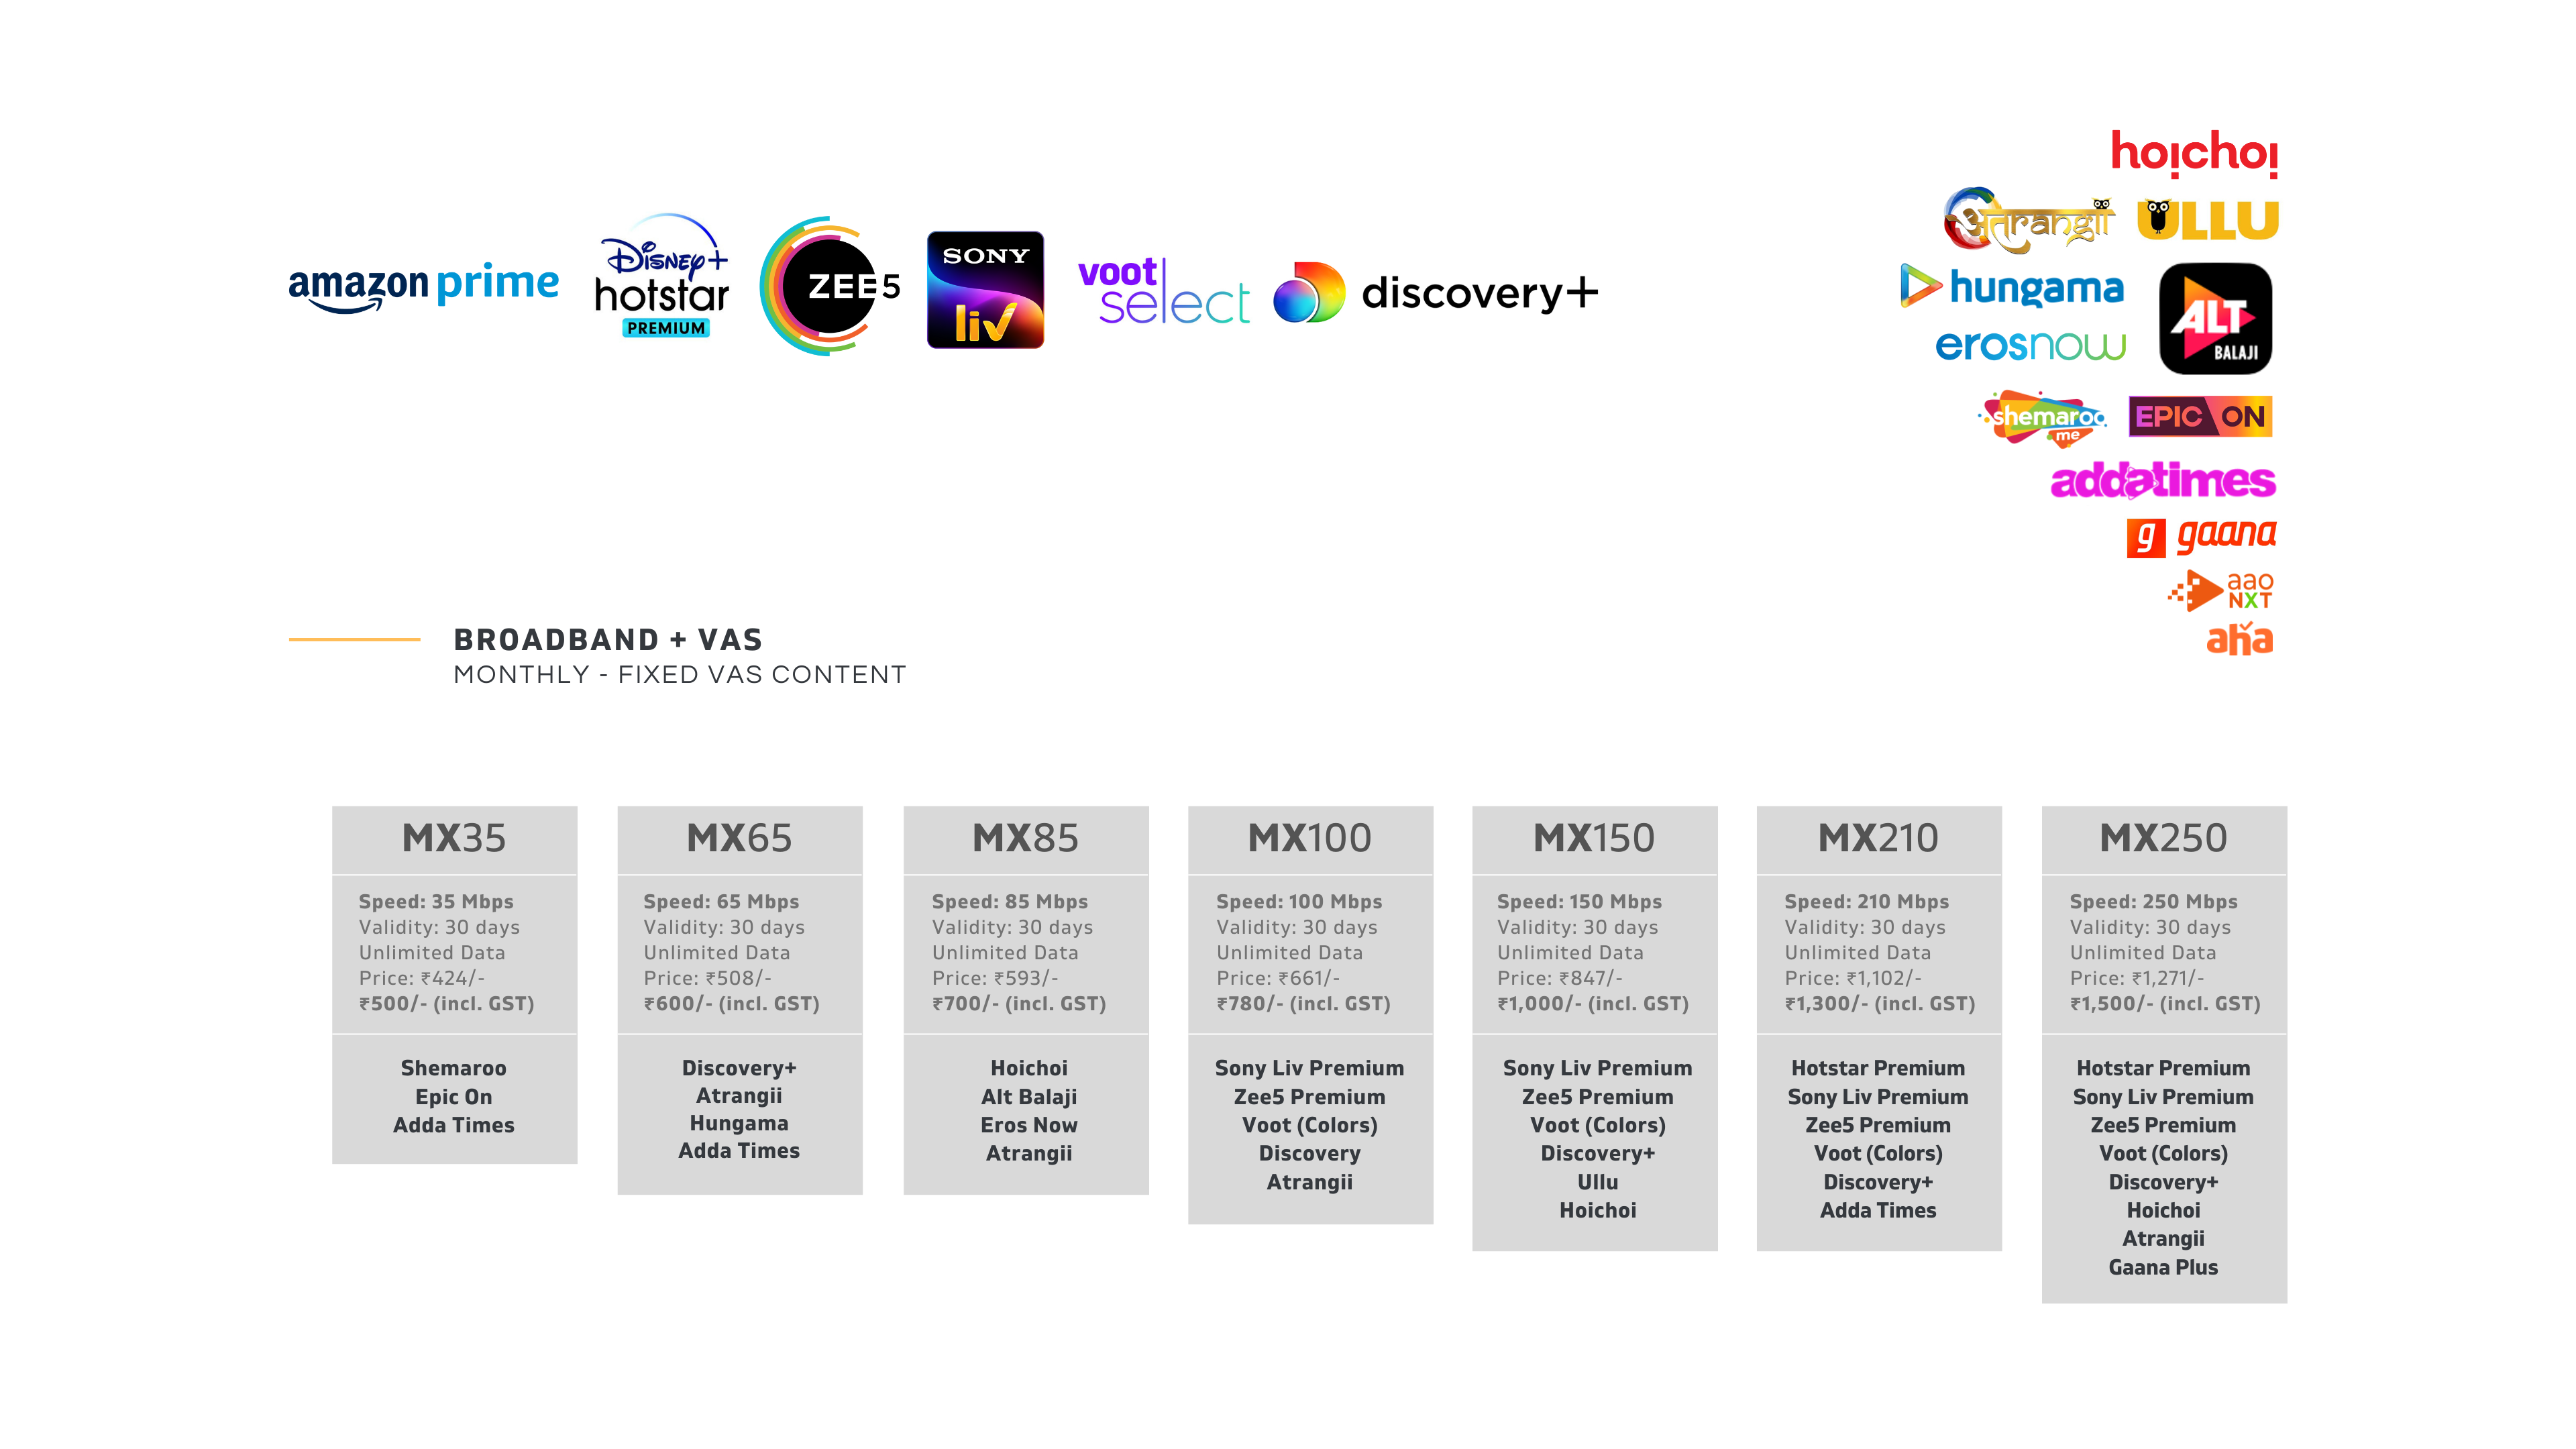 hoichoi
अतrangii ULLU
amazon prime
Disney+
hotstar
PREMIUM
ZEE5
SONY
liv
voot
select
discovery+
hungama
ALT
BALAJI
erosnow
shemaroo
me
EPIC ON
addatimes
g gaana
aao
NXT
aha
BROADBAND + VAS
MONTHLY - FIXED VAS CONTENT
MX35
Speed: 35 Mbps
Validity: 30 days
Unlimited Data
Price: ₹424/-
₹500/- (incl. GST)
Shemaroo
Epic On
Adda Times
MX65
Speed: 65 Mbps
Validity: 30 days
Unlimited Data
Price: ₹508/-
₹600/- (incl. GST)
Discovery+
Atrangii
Hungama
Adda Times
MX85
Speed: 85 Mbps
Validity: 30 days
Unlimited Data
Price: ₹593/-
₹700/- (incl. GST)
Hoichoi
Alt Balaji
Eros Now
Atrangii
MX100
Speed: 100 Mbps
Validity: 30 days
Unlimited Data
Price: ₹661/-
₹780/- (incl. GST)
Sony Liv Premium
Zee5 Premium
Voot (Colors)
Discovery
Atrangii
MX150
Speed: 150 Mbps
Validity: 30 days
Unlimited Data
Price: ₹847/-
₹1,000/- (incl. GST)
Sony Liv Premium
Zee5 Premium
Voot (Colors)
Discovery+
Ullu
Hoichoi
MX210
Speed: 210 Mbps
Validity: 30 days
Unlimited Data
Price: ₹1,102/-
₹1,300/- (incl. GST)
Hotstar Premium
Sony Liv Premium
Zee5 Premium
Voot (Colors)
Discovery+
Adda Times
MX250
Speed: 250 Mbps
Validity: 30 days
Unlimited Data
Price: ₹1,271/-
₹1,500/- (incl. GST)
Hotstar Premium
Sony Liv Premium
Zee5 Premium
Voot (Colors)
Discovery+
Hoichoi
Atrangii
Gaana Plus